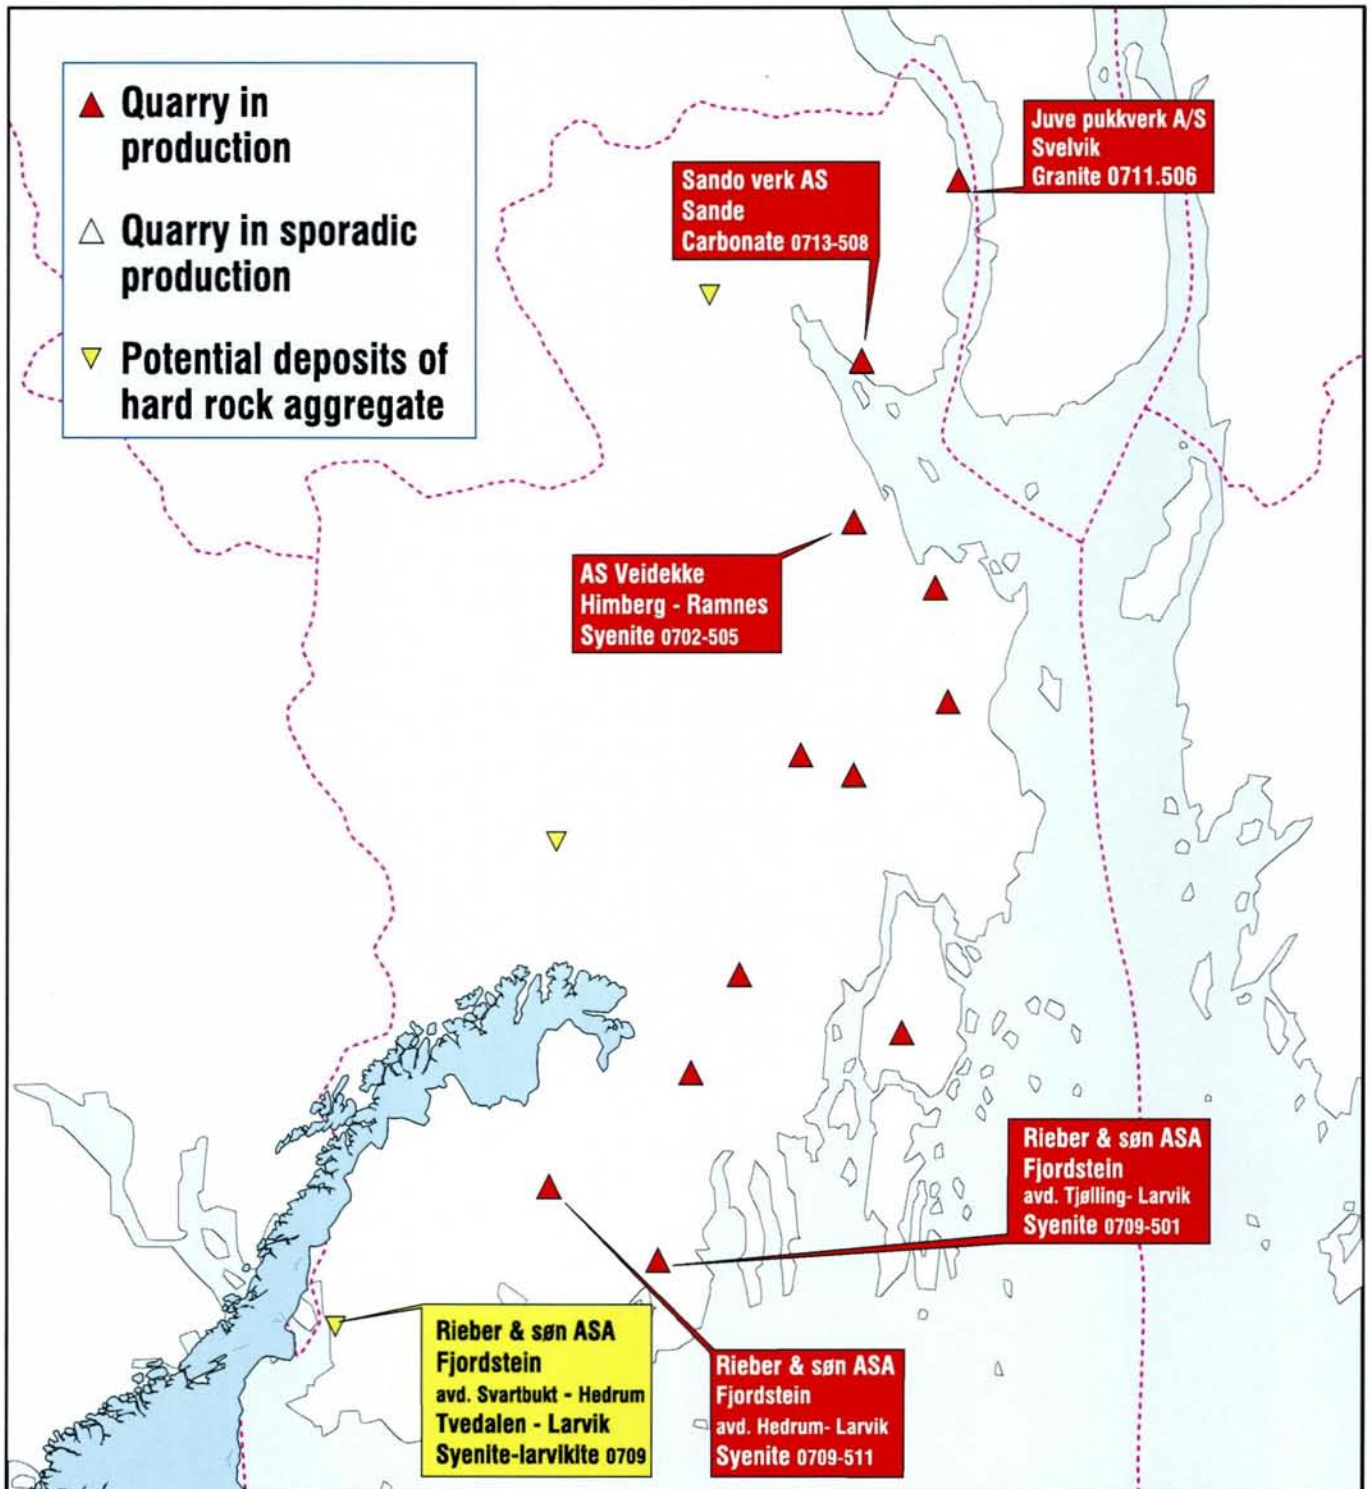 Quarry in
production
Quarry in sporadic
production
Potential deposits of
hard rock aggregate
Juve pukkverk A/S
Svelvik
Granite 0711.506
Sando verk AS
Sande
Carbonate 0713-508
AS Veidekke
Himberg - Ramnes
Syenite 0702-505
Rieber & søn ASA
Fjordstein
avd. Tjølling- Larvik
Syenite 0709-501
Rieber & søn ASA
Fjordstein
avd. Svartbukt - Hedrum
Tvedalen - Larvik
Syenite-larvikite 0709
Rieber & søn ASA
Fjordstein
avd. Hedrum- Larvik
Syenite 0709-511